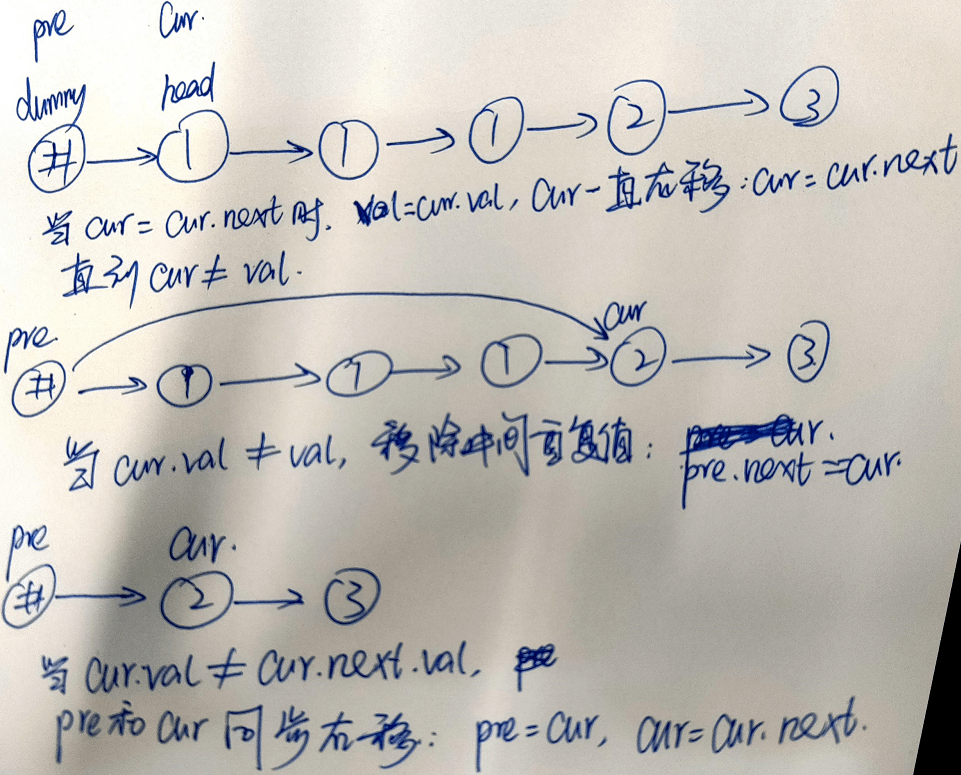 pre cur.
dummy head
# 1 1 1 2 3
当 cur = cur.next 时. val=cur.val, cur一直右移:cur = cur.next
直到 cur ≠ val.
cur
pre.
# 1 1 1 2 3
当 cur.val ≠ val, 移除中间重复值: cur.
pre.next = cur.
pre cur.
# 2 3
当 cur.val ≠ cur.next.val.
pre和cur同步右移: pre = cur, cur = cur.next.